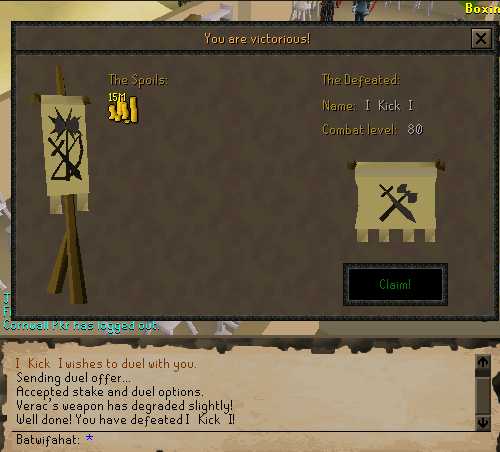 Boxin
You are victorious!
The Spoils:
15M
The Defeated:
Name: I Kick I
Combat level: 80
Claim!
Cornwall Pkr has logged out.
I Kick I wishes to duel with you.
Sending duel offer...
Accepted stake and duel options.
Verac's weapon has degraded slightly!
Well done! You have defeated I Kick I!
Batwifahat: *